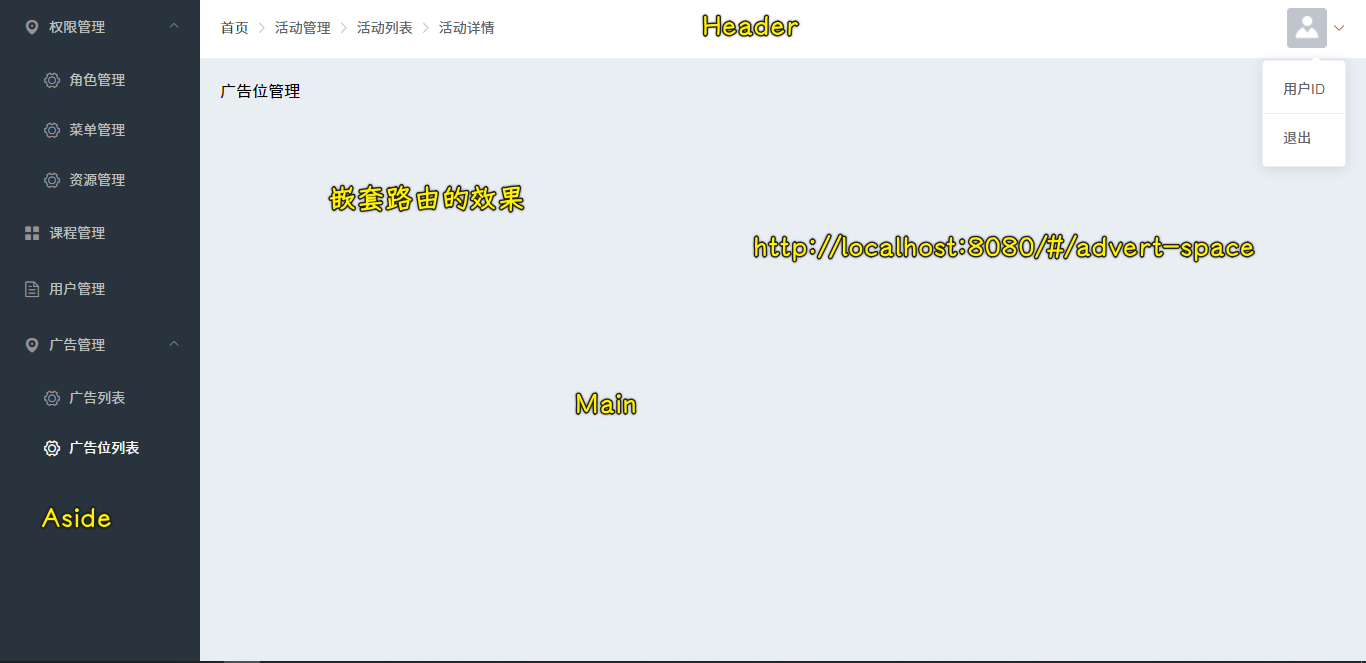 权限管理
角色管理
菜单管理
资源管理
课程管理
用户管理
广告管理
广告列表
广告位列表
Aside
首页 活动管理 活动列表 活动详情
Header
用户ID
退出
广告位管理
嵌套路由的效果
http://localhost:8080/#/advert-space
Main